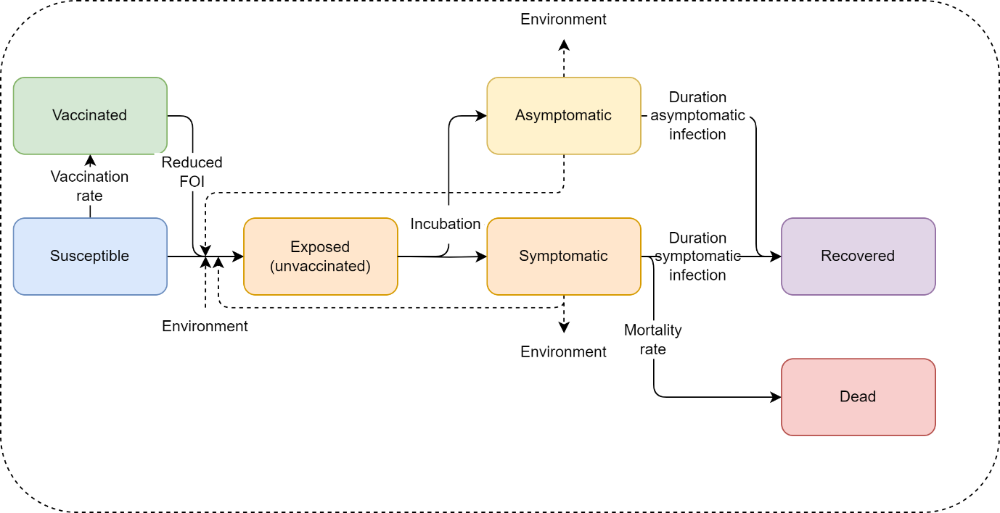 Environment
Vaccinated
Asymptomatic
Duration
asymptomatic
infection
Reduced
FOI
Vaccination
rate
Susceptible
Exposed
(unvaccinated)
Incubation
Symptomatic
Duration
symptomatic
infection
Recovered
Environment
Environment
Mortality
rate
Dead